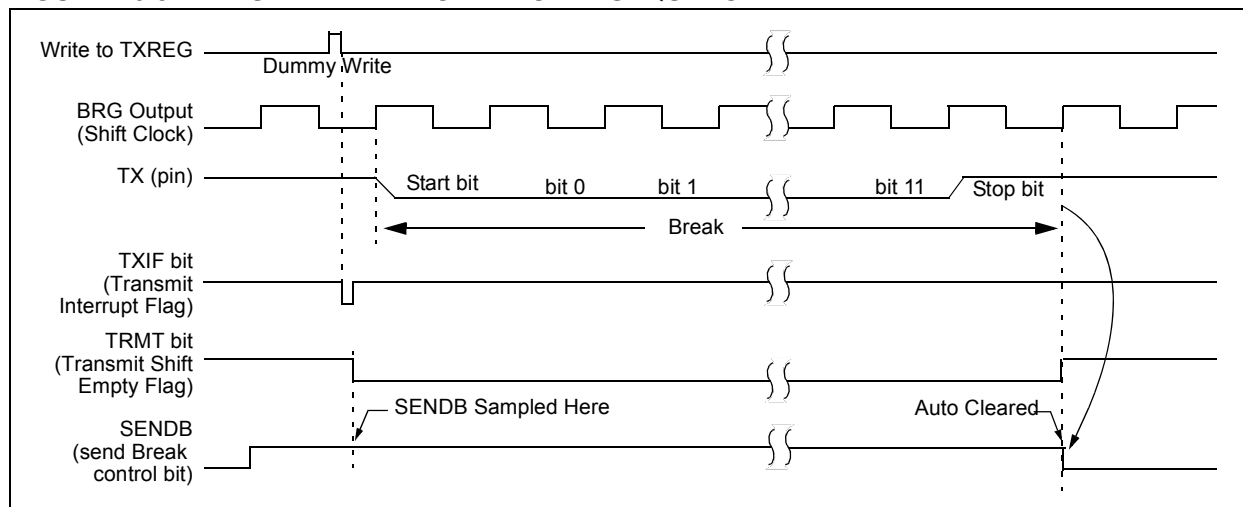 Write to TXREG
Dummy Write
BRG Output
(Shift Clock)
TX (pin)
Start bit
bit 0
bit 1
bit 11
Stop bit
Break
TXIF bit
(Transmit
Interrupt Flag)
TRMT bit
(Transmit Shift
Empty Flag)
SENDB Sampled Here
Auto Cleared
SENDB
(send Break
control bit)